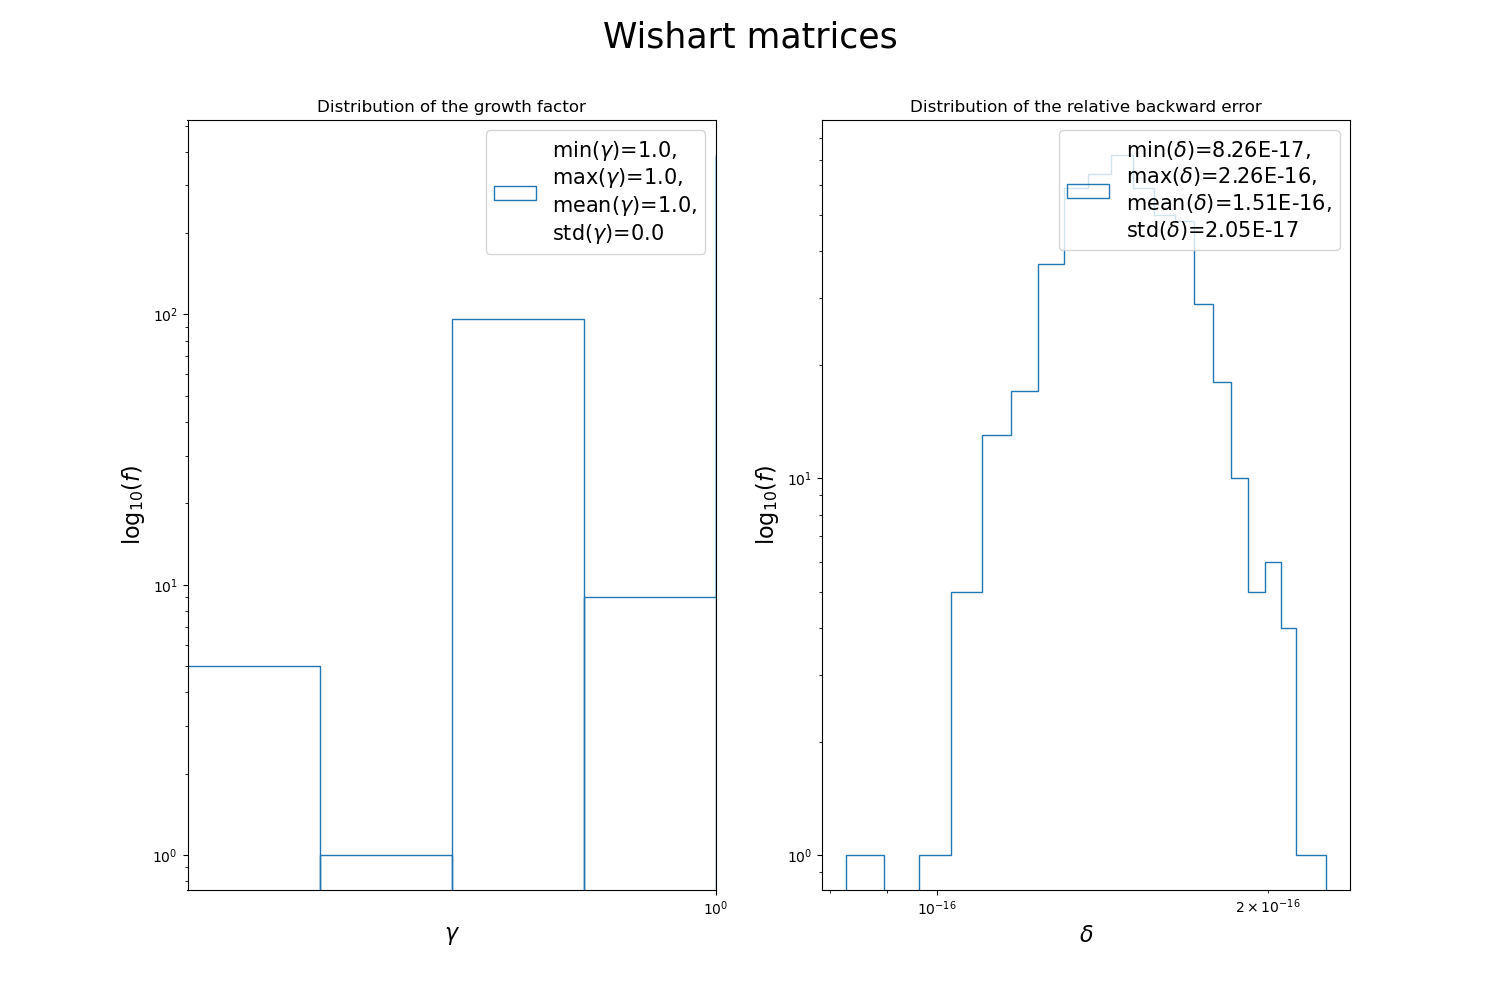 Wishart matrices
Distribution of the growth factor
min(γ)=1.0,
max(γ)=1.0,
mean(γ)=1.0,
std(γ)=0.0
10²
10¹
10⁰
log₁₀(f)
10⁰
γ
Distribution of the relative backward error
min(δ)=8.26E-17,
max(δ)=2.26E-16,
mean(δ)=1.51E-16,
std(δ)=2.05E-17
10¹
10⁰
log₁₀(f)
10⁻¹⁶
2 × 10⁻¹⁶
δ